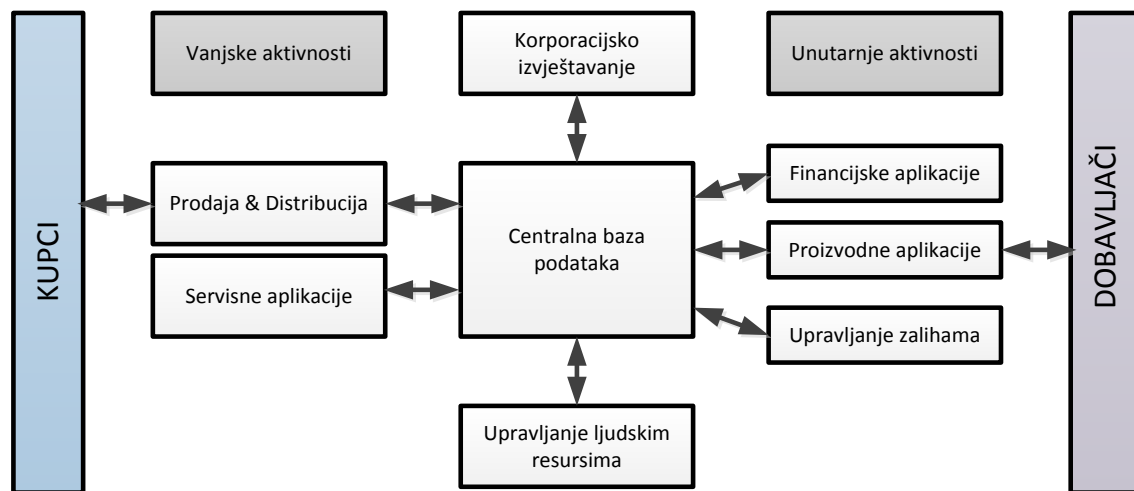 KUPCI
Vanjske aktivnosti
Prodaja & Distribucija
Servisne aplikacije
Korporacijsko
izvještavanje
Centralna baza
podataka
Upravljanje ljudskim
resursima
Unutarnje aktivnosti
Financijske aplikacije
Proizvodne aplikacije
Upravljanje zalihama
DOBAVLJAČI